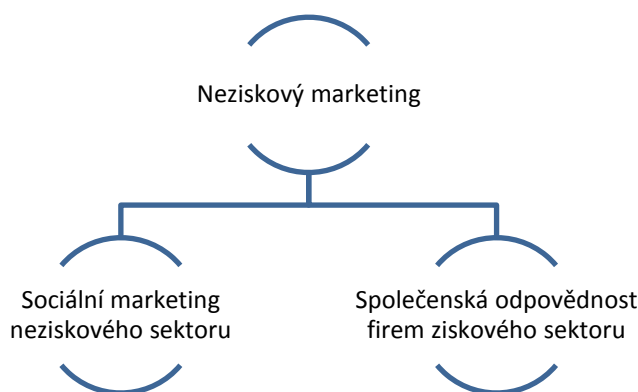 Neziskový marketing
Sociální marketing
neziskového sektoru
Společenská odpovědnost
firem ziskového sektoru